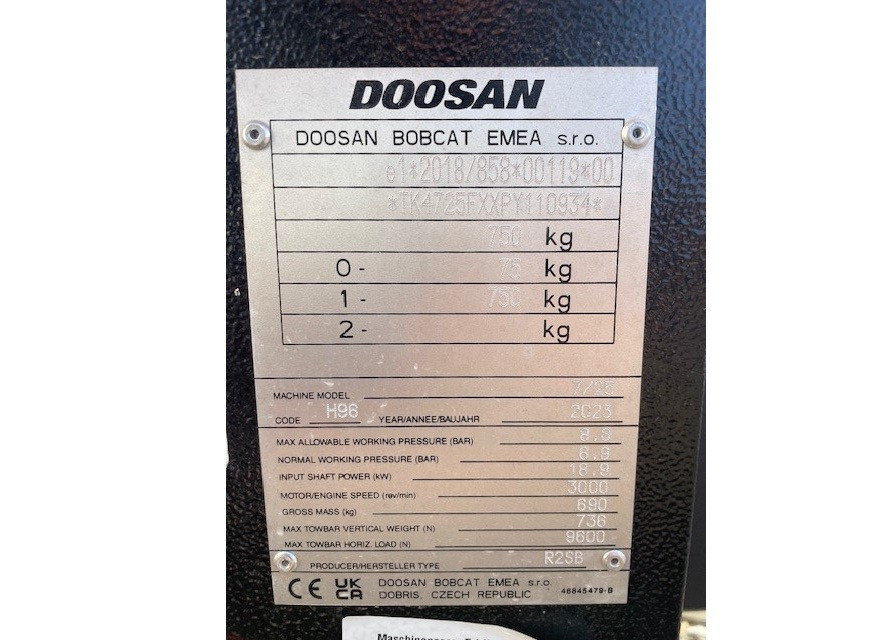 DOOSAN
DOOSAN BOBCAT EMEA s.r.o.
e1*2018/858*00119*00
*TK4725FXXPY110934*
750 kg
0 - 75 kg
1 - 750 kg
2 - kg
MACHINE MODEL 7/25
CODE H96 YEAR/ANNEE/BAUJAHR 2023
MAX ALLOWABLE WORKING PRESSURE (BAR) 8.6
NORMAL WORKING PRESSURE (BAR) 6.9
INPUT SHAFT POWER (kW) 18.9
MOTOR/ENGINE SPEED (rev/min) 3000
GROSS MASS (kg) 690
MAX TOWBAR VERTICAL WEIGHT (N) 736
MAX TOWBAR HORIZ. LOAD (N) 9600
PRODUCER/HERSTELLER TYPE R2SB
CE UK CA DOOSAN BOBCAT EMEA s.r.o.
DOBRIS, CZECH REPUBLIC 46845479-B